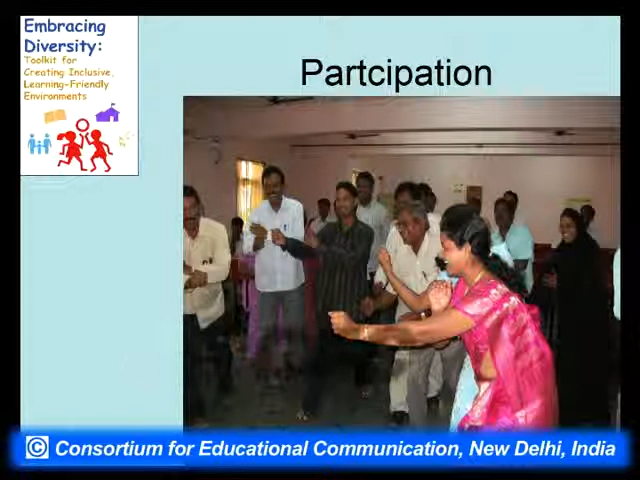 Embracing
Diversity:
Toolkit for
Creating Inclusive,
Learning-Friendly
Environments
Partcipation
© Consortium for Educational Communication, New Delhi, India